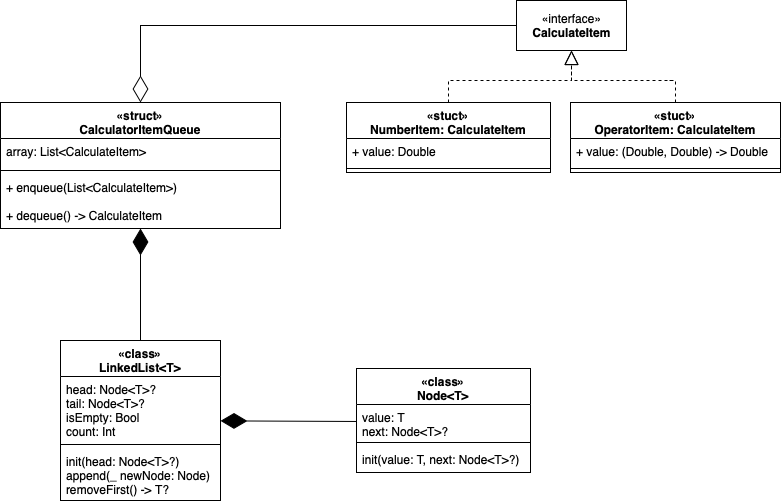 «interface»
CalculateItem
«struct»
CalculatorItemQueue
array: List<CalculateItem>
+ enqueue(List<CalculateItem>)
+ dequeue() -> CalculateItem
«stuct»
NumberItem: CalculateItem
+ value: Double
«stuct»
OperatorItem: CalculateItem
+ value: (Double, Double) -> Double
«class»
LinkedList<T>
head: Node<T>?
tail: Node<T>?
isEmpty: Bool
count: Int
init(head: Node<T>?)
append(_ newNode: Node)
removeFirst() -> T?
«class»
Node<T>
value: T
next: Node<T>?
init(value: T, next: Node<T>?)